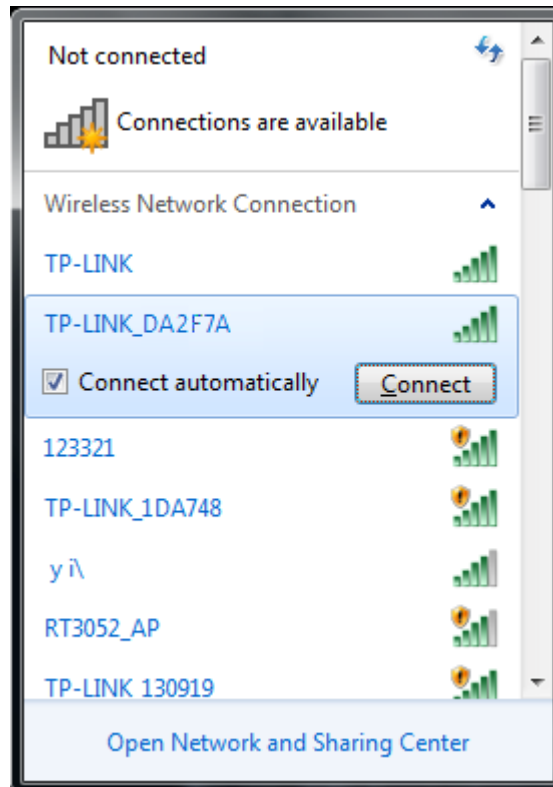 Not connected
Connections are available
Wireless Network Connection
TP-LINK
TP-LINK_DA2F7A
Connect automatically Connect
123321
TP-LINK_1DA748
y i\
RT3052_AP
TP-LINK 130919
Open Network and Sharing Center